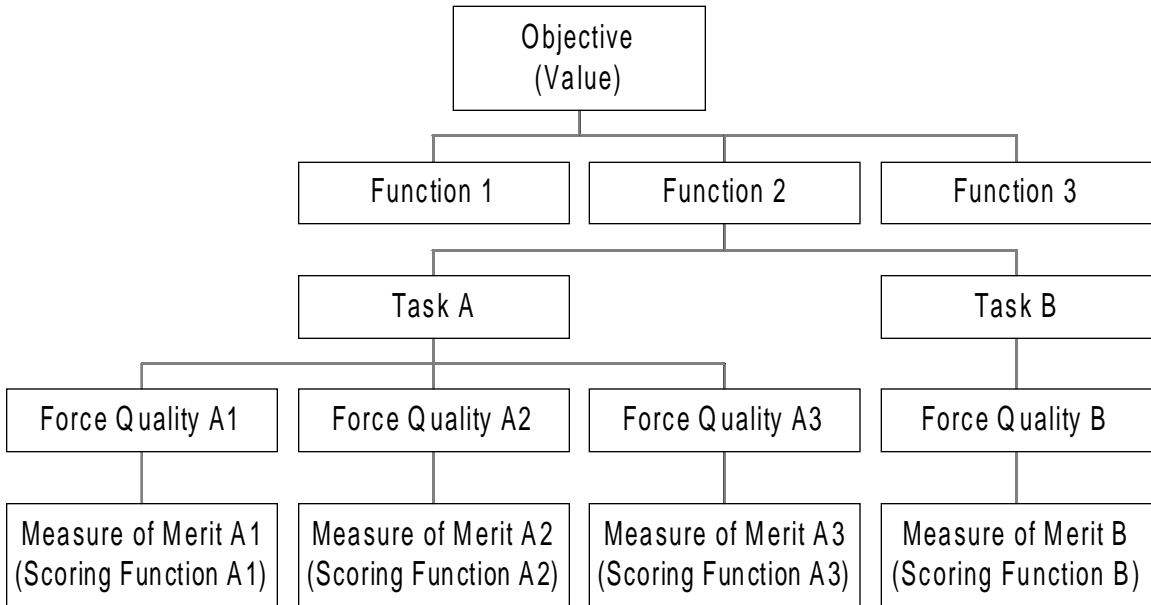 Objective
(Value)
Function 1
Function 2
Function 3
Task A
Task B
Force Quality A1
Force Quality A2
Force Quality A3
Force Quality B
Measure of Merit A1
(Scoring Function A1)
Measure of Merit A2
(Scoring Function A2)
Measure of Merit A3
(Scoring Function A3)
Measure of Merit B
(Scoring Function B)